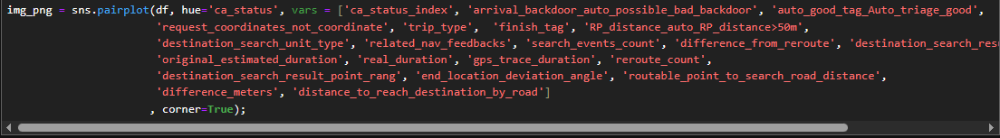 img_png = sns.pairplot(df, hue='ca_status', vars = ['ca_status_index', 'arrival_backdoor_auto_possible_bad_backdoor', 'auto_good_tag_Auto_triage_good',
'request_coordinates_not_coordinate', 'trip_type', 'finish_tag', 'RP_distance_auto_RP_distance>50m',
'destination_search_unit_type', 'related_nav_feedbacks', 'search_events_count', 'difference_from_reroute', 'destination_search_resu
'original_estimated_duration', 'real_duration', 'gps_trace_duration', 'reroute_count',
'destination_search_result_point_rang', 'end_location_deviation_angle', 'routable_point_to_search_road_distance',
'difference_meters', 'distance_to_reach_destination_by_road']
, corner=True);